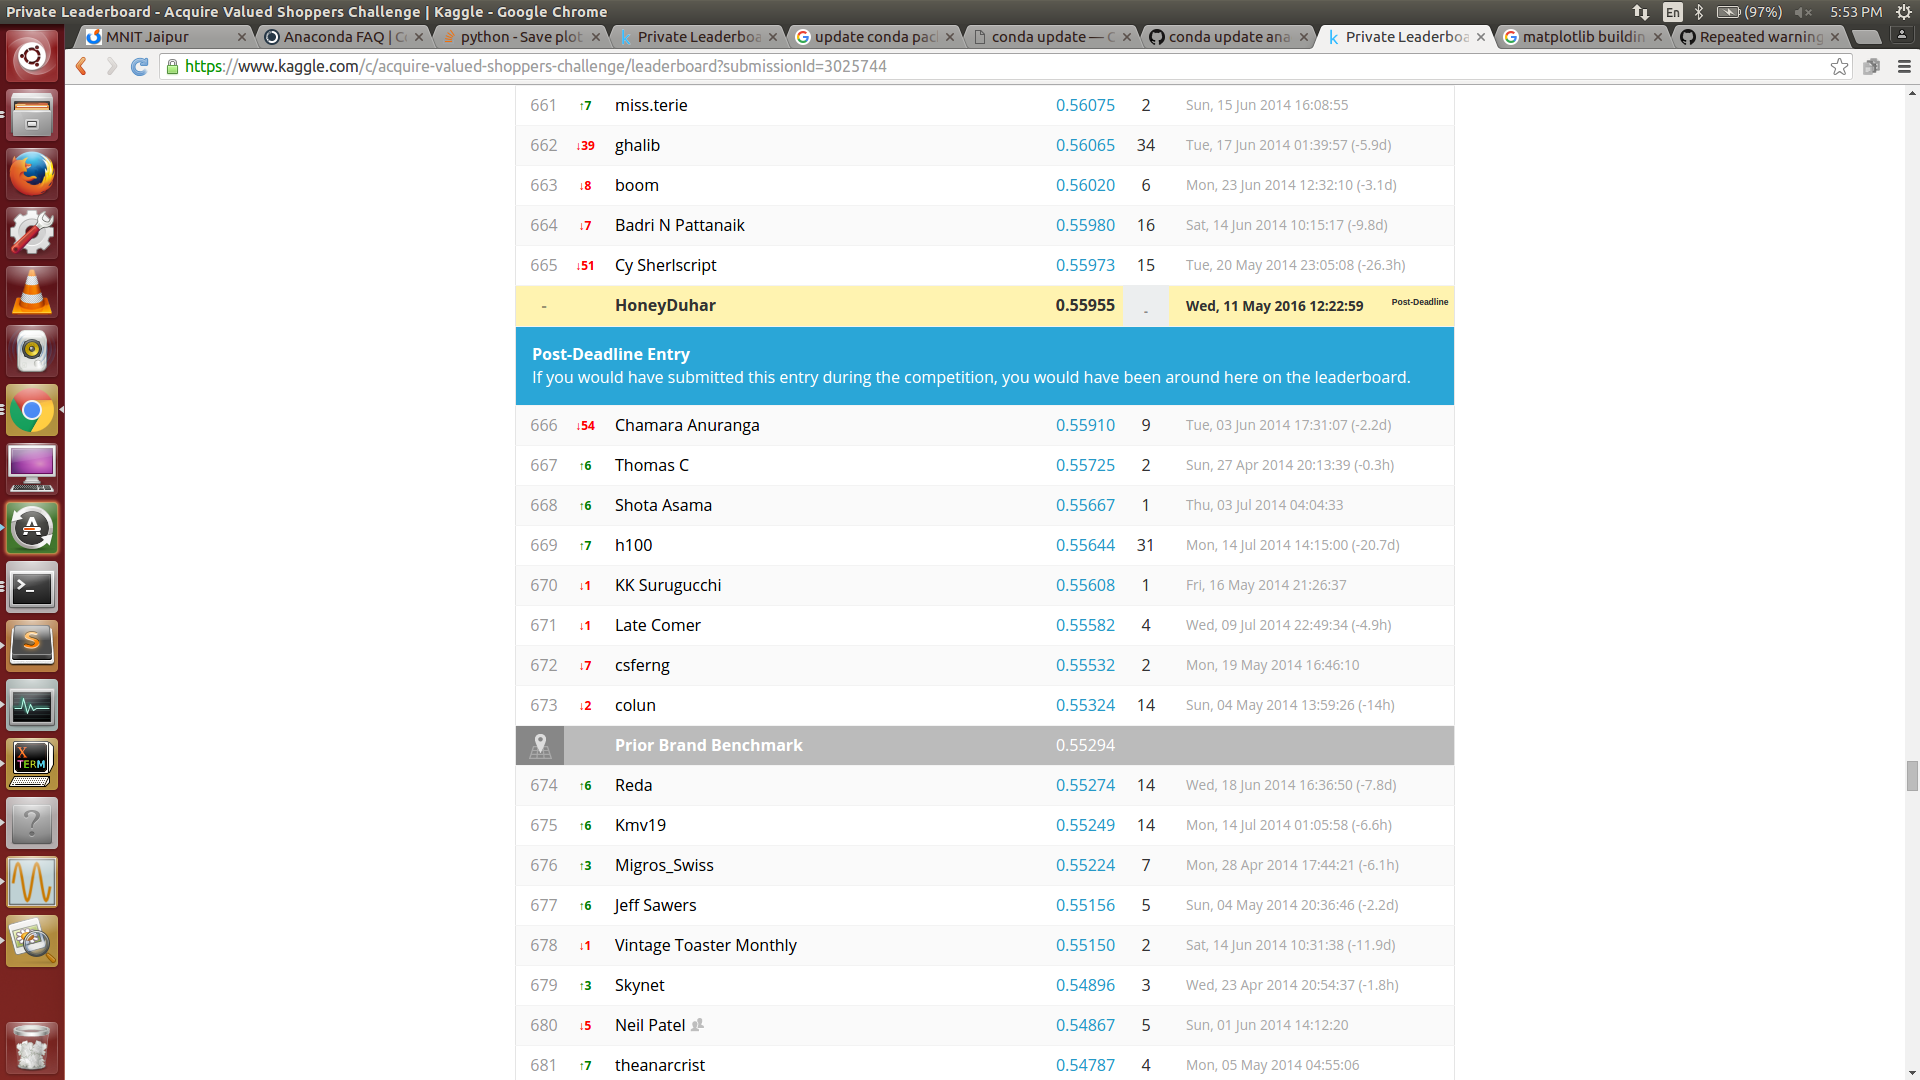 Private Leaderboard - Acquire Valued Shoppers Challenge | Kaggle - Google Chrome
En (97%) 5:53 PM
MNIT Jaipur × Anaconda FAQ | C × python - Save plot × Private Leaderboa × update conda pac × conda update — C × conda update ana × Private Leaderboa × matplotlib buildin × Repeated warning ×
https://www.kaggle.com/c/acquire-valued-shoppers-challenge/leaderboard?submissionId=3025744
661 ↑7 miss.terie 0.56075 2 Sun, 15 Jun 2014 16:08:55
662 ↓39 ghalib 0.56065 34 Tue, 17 Jun 2014 01:39:57 (-5.9d)
663 ↓8 boom 0.56020 6 Mon, 23 Jun 2014 12:32:10 (-3.1d)
664 ↓7 Badri N Pattanaik 0.55980 16 Sat, 14 Jun 2014 10:15:17 (-9.8d)
665 ↓51 Cy Sherlscript 0.55973 15 Tue, 20 May 2014 23:05:08 (-26.3h)
- HoneyDuhar 0.55955 - Wed, 11 May 2016 12:22:59 Post-Deadline
Post-Deadline Entry
If you would have submitted this entry during the competition, you would have been around here on the leaderboard.
666 ↓54 Chamara Anuranga 0.55910 9 Tue, 03 Jun 2014 17:31:07 (-2.2d)
667 ↑6 Thomas C 0.55725 2 Sun, 27 Apr 2014 20:13:39 (-0.3h)
668 ↑6 Shota Asama 0.55667 1 Thu, 03 Jul 2014 04:04:33
669 ↑7 h100 0.55644 31 Mon, 14 Jul 2014 14:15:00 (-20.7d)
670 ↓1 KK Surugucchi 0.55608 1 Fri, 16 May 2014 21:26:37
671 ↓1 Late Comer 0.55582 4 Wed, 09 Jul 2014 22:49:34 (-4.9h)
672 ↓7 csferng 0.55532 2 Mon, 19 May 2014 16:46:10
673 ↓2 colun 0.55324 14 Sun, 04 May 2014 13:59:26 (-14h)
Prior Brand Benchmark 0.55294
674 ↑6 Reda 0.55274 14 Wed, 18 Jun 2014 16:36:50 (-7.8d)
675 ↑6 Kmv19 0.55249 14 Mon, 14 Jul 2014 01:05:58 (-6.6h)
676 ↑3 Migros_Swiss 0.55224 7 Mon, 28 Apr 2014 17:44:21 (-6.1h)
677 ↑6 Jeff Sawers 0.55156 5 Sun, 04 May 2014 20:36:46 (-2.2d)
678 ↓1 Vintage Toaster Monthly 0.55150 2 Sat, 14 Jun 2014 10:31:38 (-11.9d)
679 ↑3 Skynet 0.54896 3 Wed, 23 Apr 2014 20:54:37 (-1.8h)
680 ↓5 Neil Patel 0.54867 5 Sun, 01 Jun 2014 14:12:20
681 ↑7 theanarcrist 0.54787 4 Mon, 05 May 2014 04:55:06
X TERM